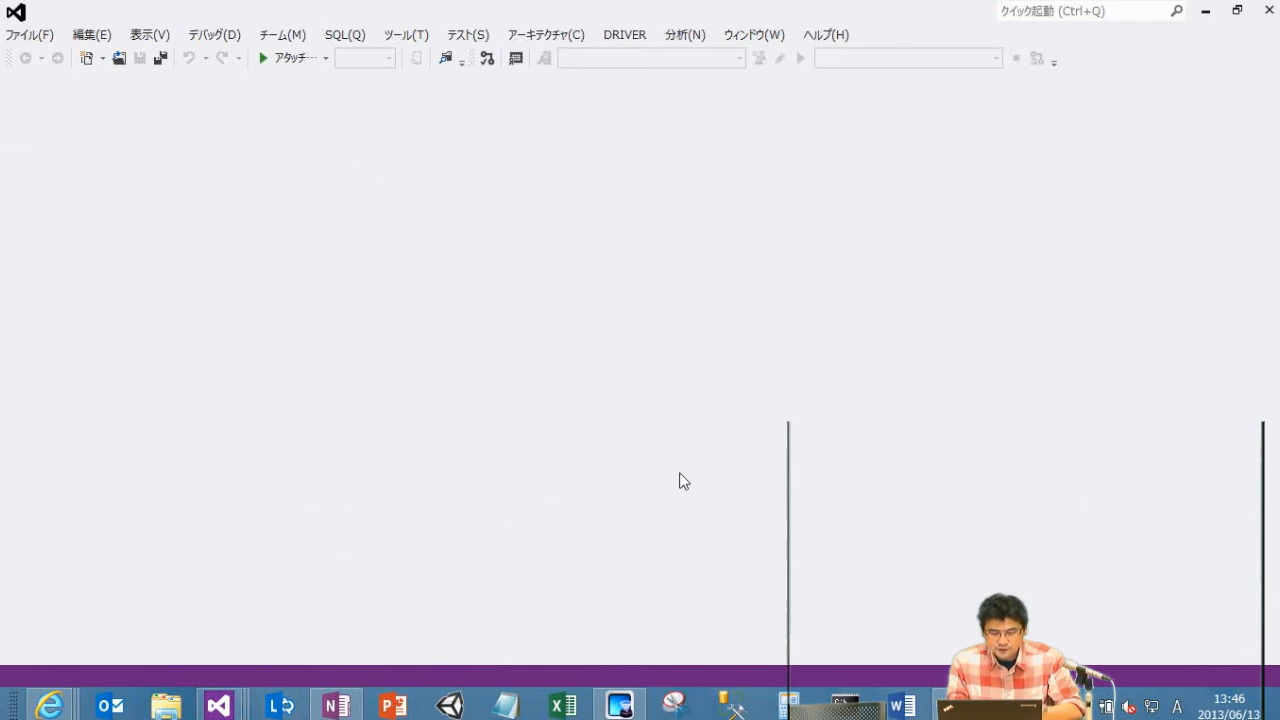 クイック起動 (Ctrl+Q)
ファイル(F) 編集(E) 表示(V) デバッグ(D) チーム(M) SQL(Q) ツール(T) テスト(S) アーキテクチャ(C) DRIVER 分析(N) ウィンドウ(W) ヘルプ(H)
アタッチ…
A
13:46
2013/06/13